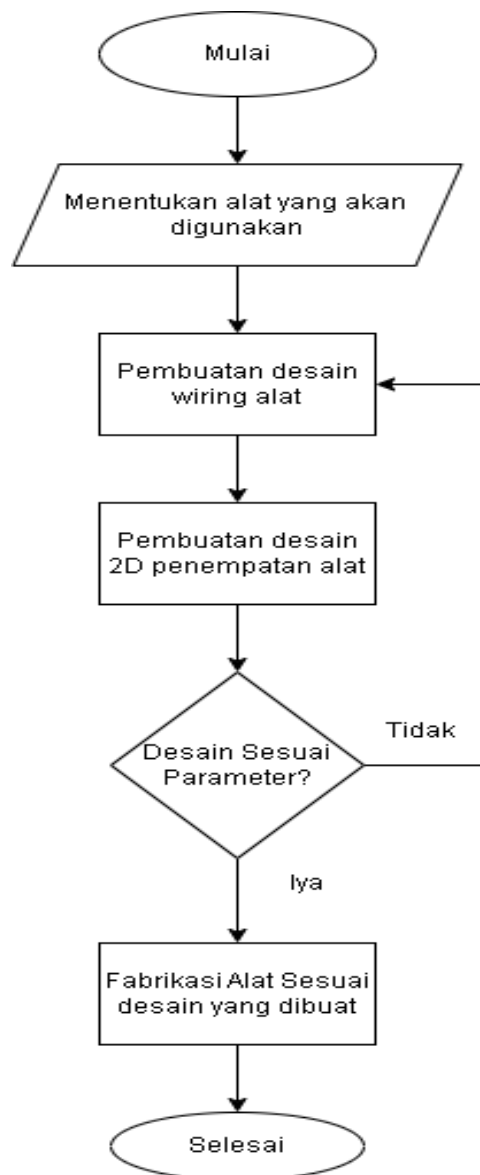 Mulai
Menentukan alat yang akan
digunakan
Pembuatan desain
wiring alat
Pembuatan desain
2D penempatan alat
Desain Sesuai
Parameter?
Tidak
Iya
Fabrikasi Alat Sesuai
desain yang dibuat
Selesai